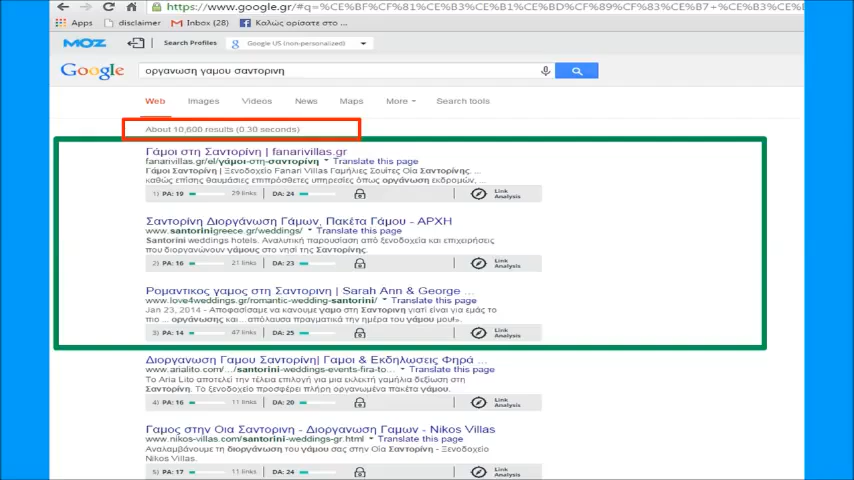 https://www.google.gr/#q=%CE%BF%CF%81%CE%B3%CE%B1%CE%BD%CF%89%CF%83%CE%B7+%CE%B3%
Apps disclaimer Inbox (28) Καλώς ορίσατε στο ...
MOZ Search Profiles Google US (non-personalized)
Google οργανωση γαμου σαντορινη
Web Images Videos News Maps More Search tools
About 10,600 results (0.30 seconds)
Γάμοι στη Σαντορίνη | fanarivillas.gr
fanarivillas.gr/el/γάμοι-στη-σαντορίνη Translate this page
Γάμοι Σαντορίνη | Ξενοδοχείο Fanari Villas Γαμήλιες Σουίτες Οία Σαντορίνης. ...
καθώς επίσης θαυμάσιες επιπρόσθετες υπηρεσίες όπως οργάνωση εκδρομών, ...
1) PA: 19 29 links DA: 24 Link Analysis
Σαντορίνη Διοργάνωση Γάμων, Πακέτα Γάμου - ΑΡΧΗ
www.santorinigreece.gr/weddings/ Translate this page
Santorini weddings hotels. Αναλυτική παρουσίαση από ξενοδοχεία και επιχειρήσεις
που διοργανώνουν γάμους στο νησί της Σαντορίνης.
2) PA: 16 21 links DA: 23 Link Analysis
Ρομαντικος γαμος στη Σαντορινη | Sarah Ann & George ...
www.love4weddings.gr/romantic-wedding-santorini/ Translate this page
Jan 23, 2014 - Αποφασίσαμε να κανουμε γαμο στη Σαντορινη γιατί είναι για εμάς το
πιο ... οργάνωσης και... απόλαυσα πραγματικά την ημέρα του γάμου μου!».
3) PA: 14 47 links DA: 25 Link Analysis
Διοργανωση Γαμου Σαντορίνη| Γαμοι & Εκδηλωσεις Φηρά ...
www.arialito.com/.../santorini-weddings-events-fira-to... Translate this page
Το Aria Lito αποτελεί την τέλεια επιλογή για μια εκλεκτή γαμήλια δεξίωση στη
Σαντορίνη. Το ξενοδοχείο προσφέρει πλήρη οργανωμένα πακέτα γάμου.
4) PA: 16 11 links DA: 20 Link Analysis
Γαμος στην Οια Σαντορινη - Διοργανωση Γαμων - Nikos Villas
www.nikos-villas.com/santorini-weddings-gr.html Translate this page
Αναλαμβάνουμε τη διοργάνωση του γάμου σας στην Οία Σαντορίνη - Ξενοδοχείο
Nikos Villas.
5) PA: 17 11 links DA: 24 Link Analysis